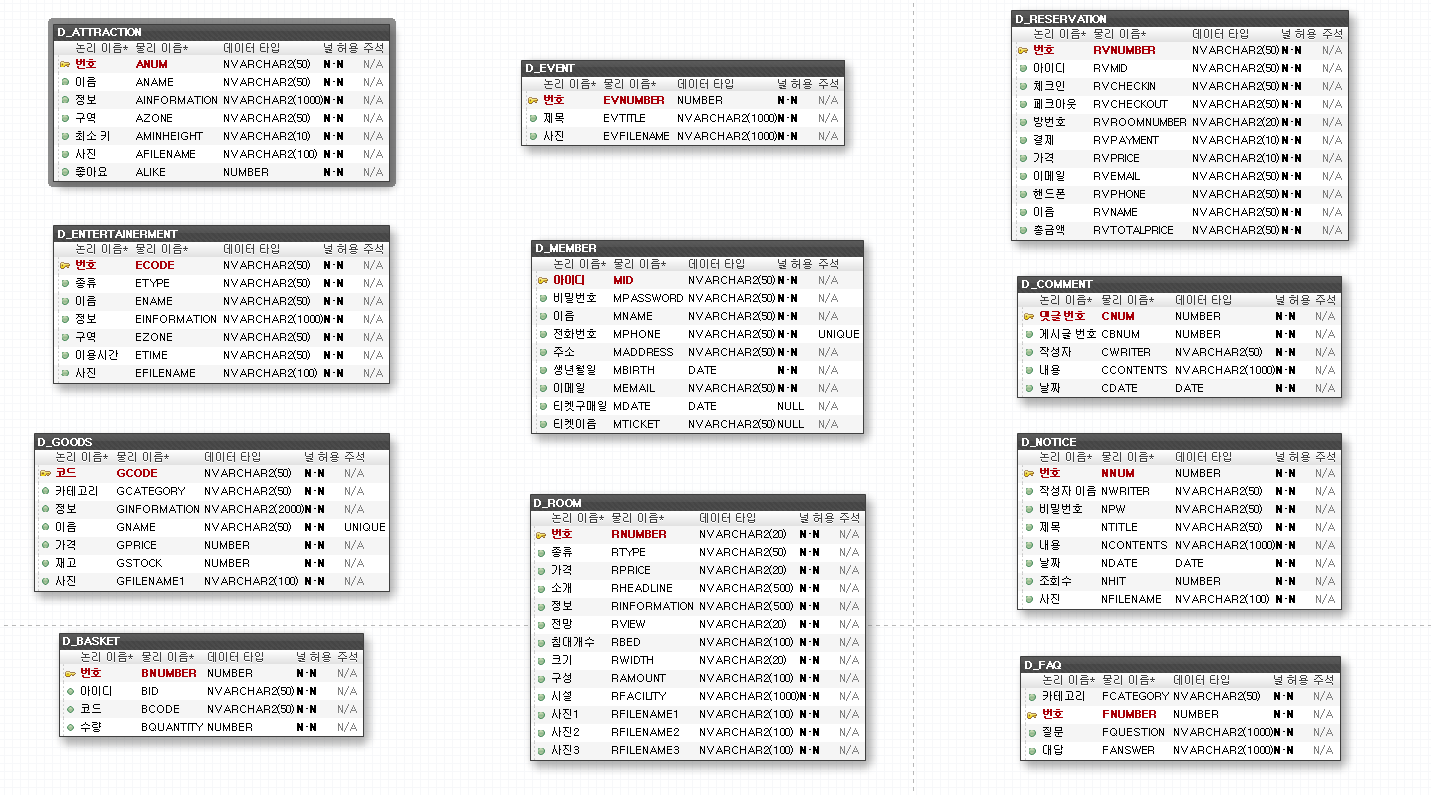 D_ATTRACTION
논리 이름* 물리 이름* 데이터 타입 널 허용 주석
번호 ANUM NVARCHAR2(50) N-N N/A
이름 ANAME NVARCHAR2(50) N-N N/A
정보 AINFORMATION NVARCHAR2(1000) N-N N/A
구역 AZONE NVARCHAR2(50) N-N N/A
최소 키 AMINHEIGHT NVARCHAR2(10) N-N N/A
사진 AFILENAME NVARCHAR2(100) N-N N/A
좋아요 ALIKE NUMBER N-N N/A
D_ENTERTAINERMENT
논리 이름* 물리 이름* 데이터 타입 널 허용 주석
번호 ECODE NVARCHAR2(50) N-N N/A
종류 ETYPE NVARCHAR2(50) N-N N/A
이름 ENAME NVARCHAR2(50) N-N N/A
정보 EINFORMATION NVARCHAR2(1000) N-N N/A
구역 EZONE NVARCHAR2(50) N-N N/A
이용시간 ETIME NVARCHAR2(50) N-N N/A
사진 EFILENAME NVARCHAR2(100) N-N N/A
D_GOODS
논리 이름* 물리 이름* 데이터 타입 널 허용 주석
코드 GCODE NVARCHAR2(50) N-N N/A
카테고리 GCATEGORY NVARCHAR2(50) N-N N/A
정보 GINFORMATION NVARCHAR2(2000) N-N N/A
이름 GNAME NVARCHAR2(50) N-N UNIQUE
가격 GPRICE NUMBER N-N N/A
재고 GSTOCK NUMBER N-N N/A
사진 GFILENAME1 NVARCHAR2(100) N-N N/A
D_BASKET
논리 이름* 물리 이름* 데이터 타입 널 허용 주석
번호 BNUMBER NUMBER N-N N/A
아이디 BID NVARCHAR2(50) N-N N/A
코드 BCODE NVARCHAR2(50) N-N N/A
수량 BQUANTITY NUMBER N-N N/A
D_EVENT
논리 이름* 물리 이름* 데이터 타입 널 허용 주석
번호 EVNUMBER NUMBER N-N N/A
제목 EVTITLE NVARCHAR2(1000) N-N N/A
사진 EVFILENAME NVARCHAR2(1000) N-N N/A
D_MEMBER
논리 이름* 물리 이름* 데이터 타입 널 허용 주석
아이디 MID NVARCHAR2(50) N-N N/A
비밀번호 MPASSWORD NVARCHAR2(50) N-N N/A
이름 MNAME NVARCHAR2(50) N-N N/A
전화번호 MPHONE NVARCHAR2(50) N-N UNIQUE
주소 MADDRESS NVARCHAR2(50) N-N N/A
생년월일 MBIRTH DATE N-N N/A
이메일 MEMAIL NVARCHAR2(50) N-N N/A
티켓구매일 MDATE DATE NULL N/A
티켓이름 MTICKET NVARCHAR2(50) NULL N/A
D_ROOM
논리 이름* 물리 이름* 데이터 타입 널 허용 주석
번호 RNUMBER NVARCHAR2(20) N-N N/A
종류 RTYPE NVARCHAR2(50) N-N N/A
가격 RPRICE NVARCHAR2(20) N-N N/A
소개 RHEADLINE NVARCHAR2(500) N-N N/A
정보 RINFORMATION NVARCHAR2(500) N-N N/A
전망 RVIEW NVARCHAR2(20) N-N N/A
침대개수 RBED NVARCHAR2(100) N-N N/A
크기 RWIDTH NVARCHAR2(20) N-N N/A
구성 RAMOUNT NVARCHAR2(100) N-N N/A
시설 RFACILITY NVARCHAR2(1000) N-N N/A
사진1 RFILENAME1 NVARCHAR2(100) N-N N/A
사진2 RFILENAME2 NVARCHAR2(100) N-N N/A
사진3 RFILENAME3 NVARCHAR2(100) N-N N/A
D_RESERVATION
논리 이름* 물리 이름* 데이터 타입 널 허용 주석
번호 RVNUMBER NVARCHAR2(50) N-N N/A
아이디 RVMID NVARCHAR2(50) N-N N/A
체크인 RVCHECKIN NVARCHAR2(50) N-N N/A
페크아웃 RVCHECKOUT NVARCHAR2(50) N-N N/A
방번호 RVROOMNUMBER NVARCHAR2(20) N-N N/A
결제 RVPAYMENT NVARCHAR2(10) N-N N/A
가격 RVPRICE NVARCHAR2(10) N-N N/A
이메일 RVEMAIL NVARCHAR2(50) N-N N/A
핸드폰 RVPHONE NVARCHAR2(50) N-N N/A
이름 RVNAME NVARCHAR2(50) N-N N/A
총금액 RVTOTALPRICE NVARCHAR2(50) N-N N/A
D_COMMENT
논리 이름* 물리 이름* 데이터 타입 널 허용 주석
댓글 번호 CNUM NUMBER N-N N/A
게시글 번호 CBNUM NUMBER N-N N/A
작성자 CWRITER NVARCHAR2(50) N-N N/A
내용 CCONTENTS NVARCHAR2(1000) N-N N/A
날짜 CDATE DATE N-N N/A
D_NOTICE
논리 이름* 물리 이름* 데이터 타입 널 허용 주석
번호 NNUM NUMBER N-N N/A
작성자 이름 NWRITER NVARCHAR2(50) N-N N/A
비밀번호 NPW NVARCHAR2(50) N-N N/A
제목 NTITLE NVARCHAR2(50) N-N N/A
내용 NCONTENTS NVARCHAR2(1000) N-N N/A
날짜 NDATE DATE N-N N/A
조회수 NHIT NUMBER N-N N/A
사진 NFILENAME NVARCHAR2(100) N-N N/A
D_FAQ
논리 이름* 물리 이름* 데이터 타입 널 허용 주석
카테고리 FCATEGORY NVARCHAR2(50) N-N N/A
번호 FNUMBER NUMBER N-N N/A
질문 FQUESTION NVARCHAR2(1000) N-N N/A
대답 FANSWER NVARCHAR2(1000) N-N N/A